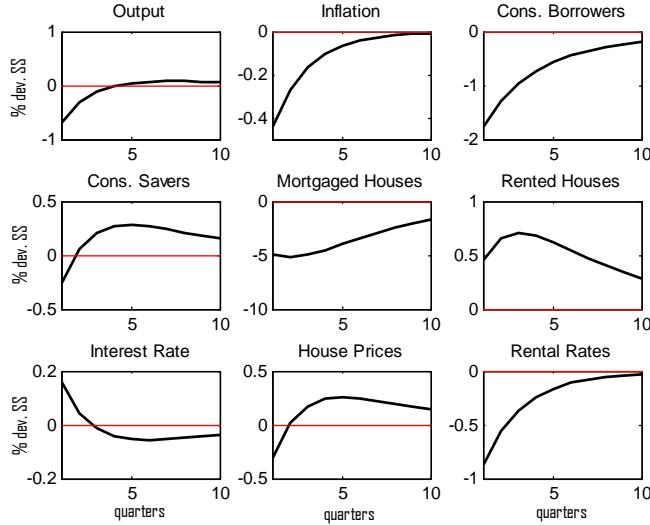 Output Inflation Cons. Borrowers
1 0 0
% dev. SS 0 -0.2 -1
-1 -0.4 -2
5 10 5 10 5 10
Cons. Savers Mortgaged Houses Rented Houses
0.5 0 1
% dev. SS 0 -5 0.5
-0.5 -10 0
5 10 5 10 5 10
Interest Rate House Prices Rental Rates
0.2 0.5 0
% dev. SS 0 0 -0.5
-0.2 -0.5 -1
5 10 5 10 5 10
quarters quarters quarters